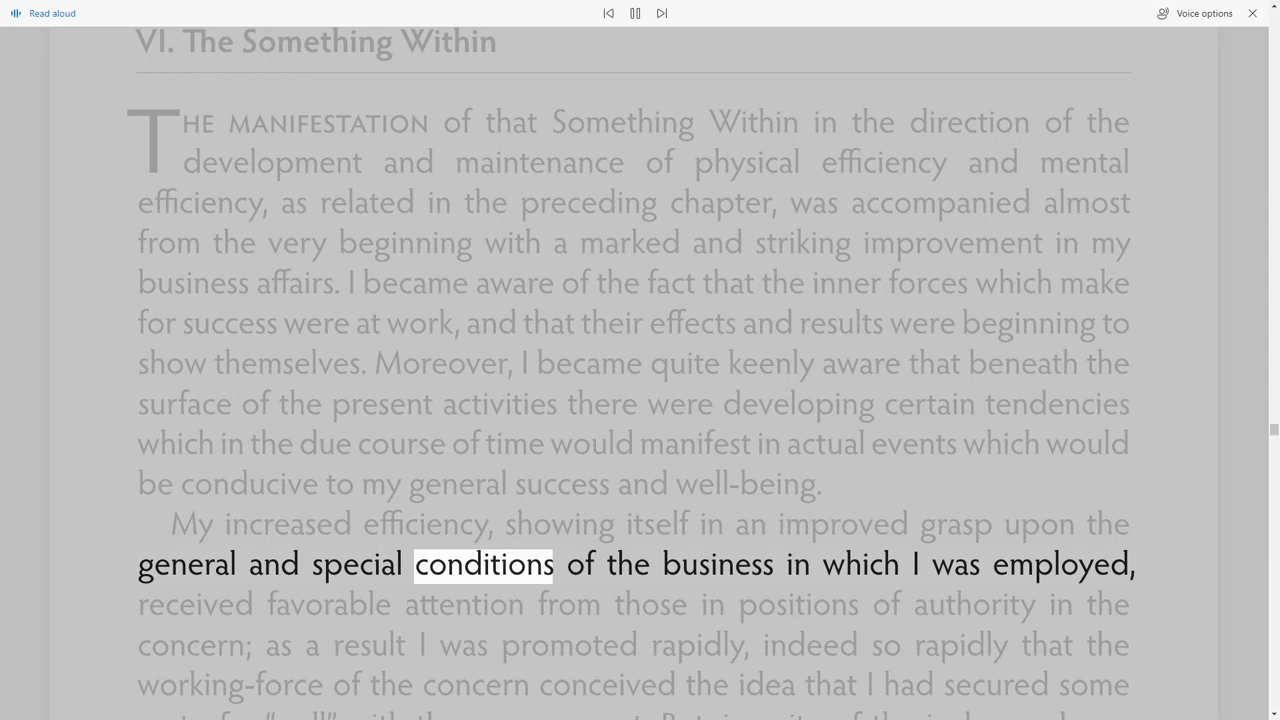 Read aloud
Voice options
VI. The Something Within
THE MANIFESTATION of that Something Within in the direction of the
development and maintenance of physical efficiency and mental
efficiency, as related in the preceding chapter, was accompanied almost
from the very beginning with a marked and striking improvement in my
business affairs. I became aware of the fact that the inner forces which make
for success were at work, and that their effects and results were beginning to
show themselves. Moreover, I became quite keenly aware that beneath the
surface of the present activities there were developing certain tendencies
which in the due course of time would manifest in actual events which would
be conducive to my general success and well-being.
My increased efficiency, showing itself in an improved grasp upon the
general and special conditions of the business in which I was employed,
received favorable attention from those in positions of authority in the
concern; as a result I was promoted rapidly, indeed so rapidly that the
working-force of the concern conceived the idea that I had secured some